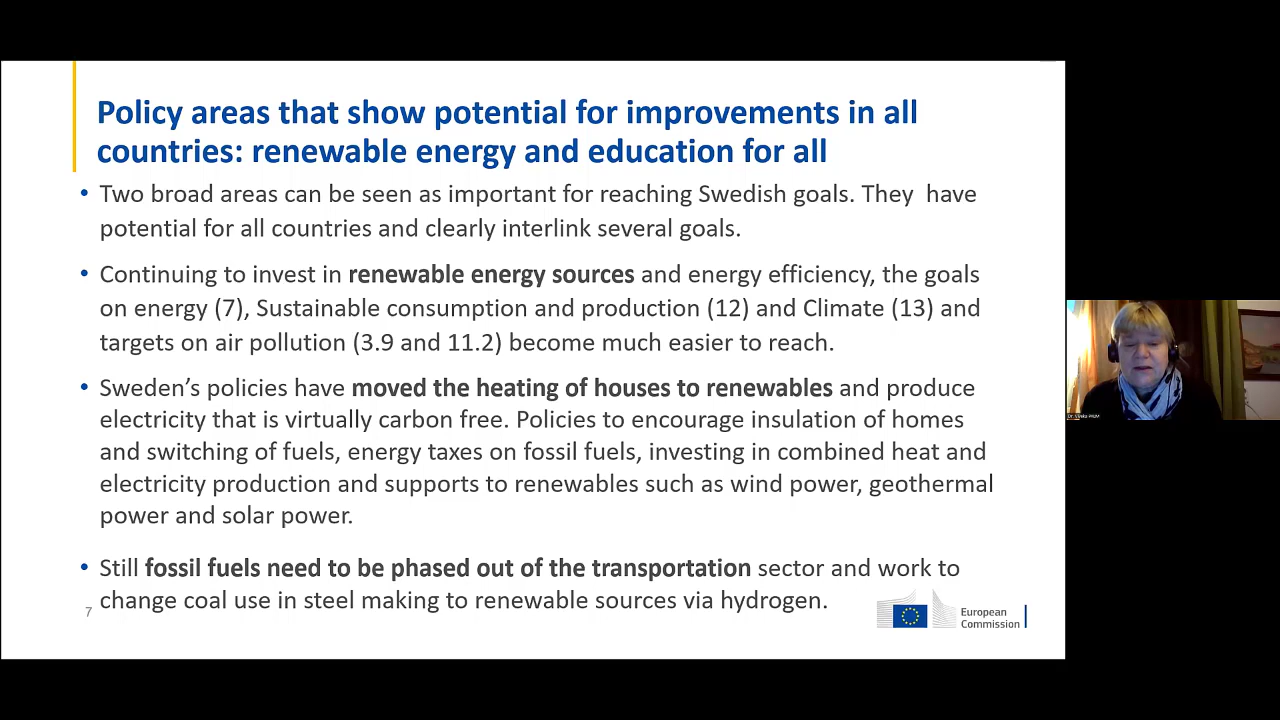 Policy areas that show potential for improvements in all
countries: renewable energy and education for all
• Two broad areas can be seen as important for reaching Swedish goals. They  have
potential for all countries and clearly interlink several goals.
• Continuing to invest in renewable energy sources and energy efficiency, the goals
on energy (7), Sustainable consumption and production (12) and Climate (13) and
targets on air pollution (3.9 and 11.2) become much easier to reach.
• Sweden’s policies have moved the heating of houses to renewables and produce
electricity that is virtually carbon free. Policies to encourage insulation of homes
and switching of fuels, energy taxes on fossil fuels, investing in combined heat and
electricity production and supports to renewables such as wind power, geothermal
power and solar power.
• Still fossil fuels need to be phased out of the transportation sector and work to
change coal use in steel making to renewable sources via hydrogen.
7
European
Commission